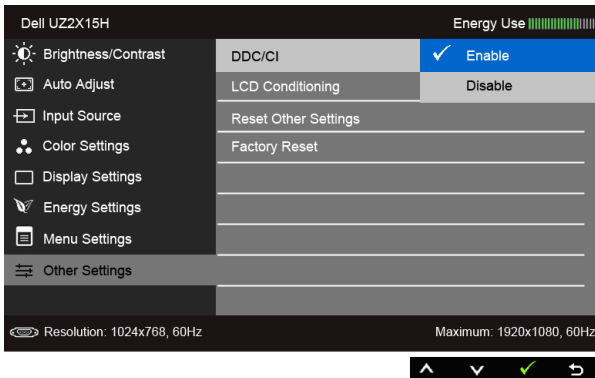 Dell UZ2X15H Energy Use
Brightness/Contrast DDC/CI Enable
Auto Adjust LCD Conditioning Disable
Input Source Reset Other Settings
Color Settings Factory Reset
Display Settings
Energy Settings
Menu Settings
Other Settings
Resolution: 1024x768, 60Hz Maximum: 1920x1080, 60Hz